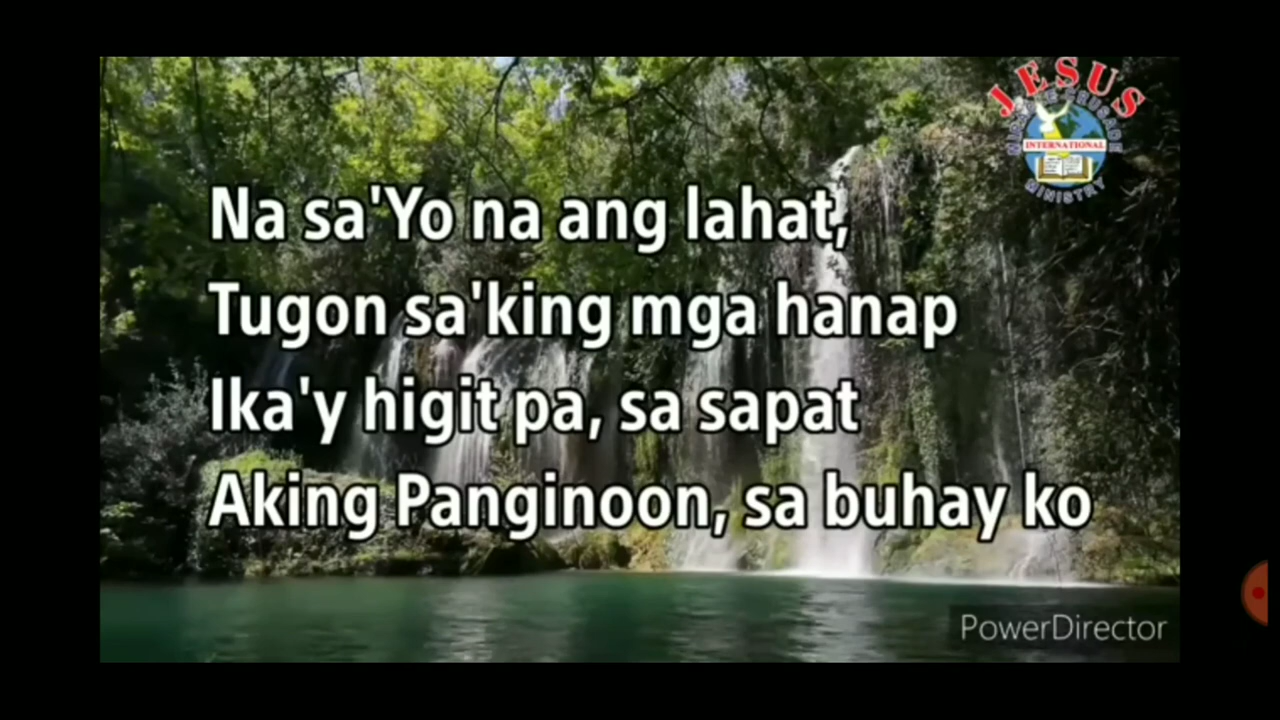 JESUS
INTERNATIONAL
MINISTRY
Na sa'Yo na ang lahat,
Tugon sa'king mga hanap
Ika'y higit pa, sa sapat
Aking Panginoon, sa buhay ko
PowerDirector